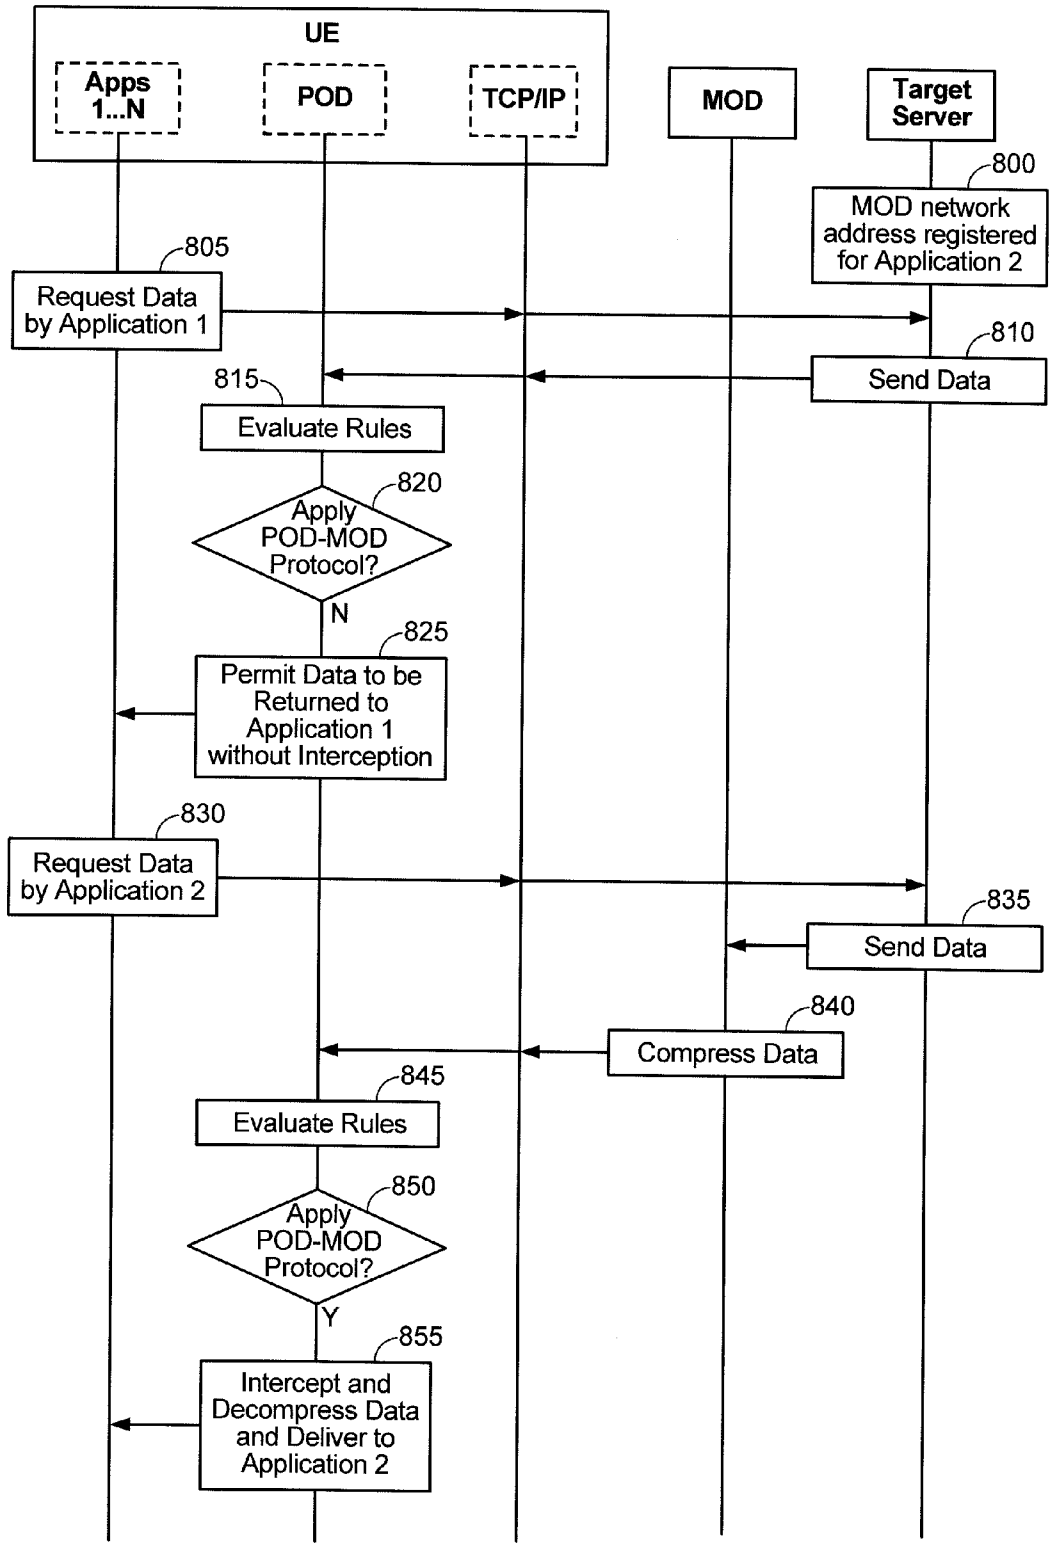 UE
Apps
1...N
POD
TCP/IP
MOD
Target
Server
800
MOD network
address registered
for Application 2
805
Request Data
by Application 1
810
Send Data
815
Evaluate Rules
820
Apply
POD-MOD
Protocol?
N
825
Permit Data to be
Returned to
Application 1
without Interception
830
Request Data
by Application 2
835
Send Data
840
Compress Data
845
Evaluate Rules
850
Apply
POD-MOD
Protocol?
Y
855
Intercept and
Decompress Data
and Deliver to
Application 2